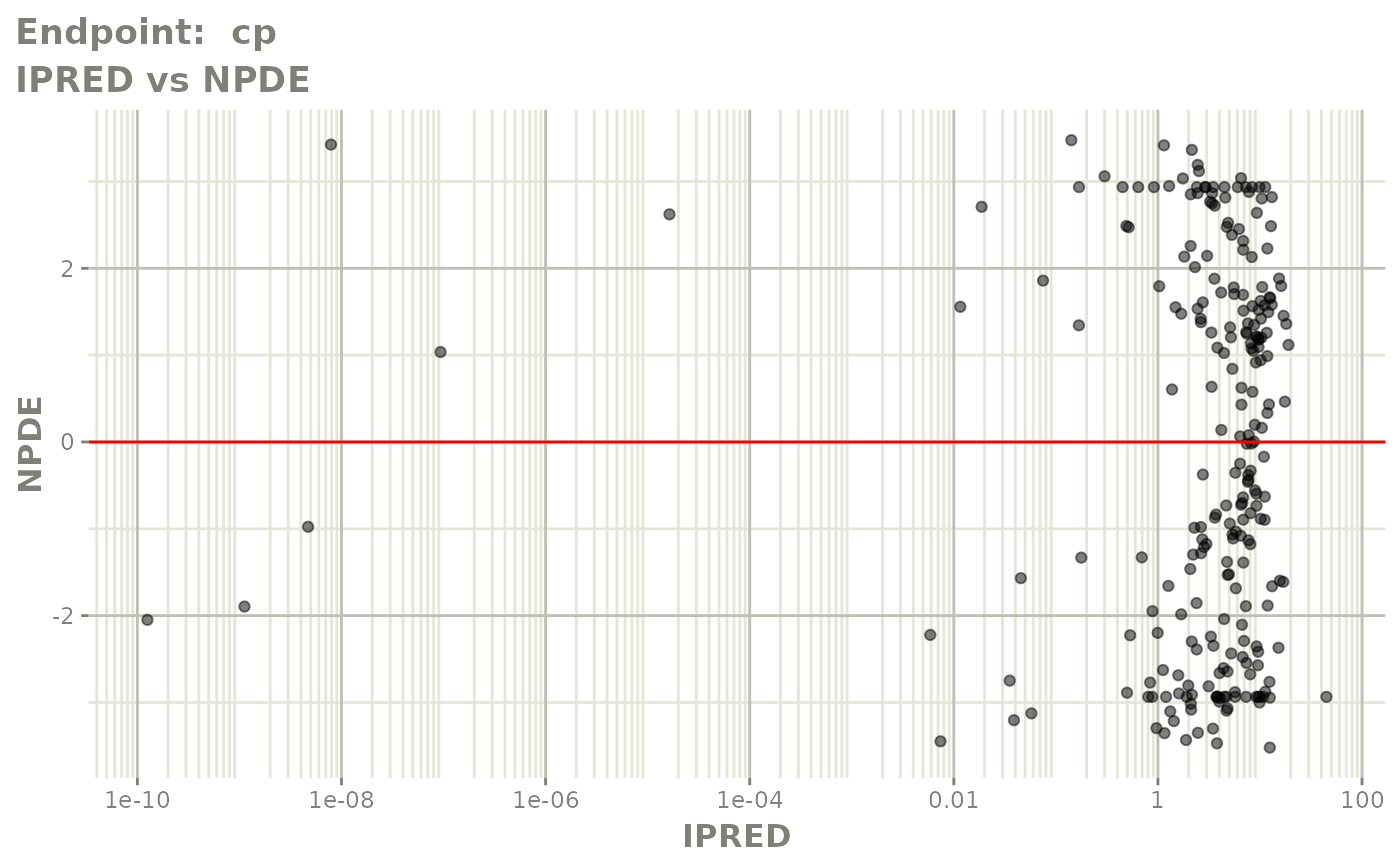 Endpoint:  cp
IPRED vs NPDE
NPDE
2
0
-2
1e-10
1e-08
1e-06
1e-04
0.01
1
100
IPRED